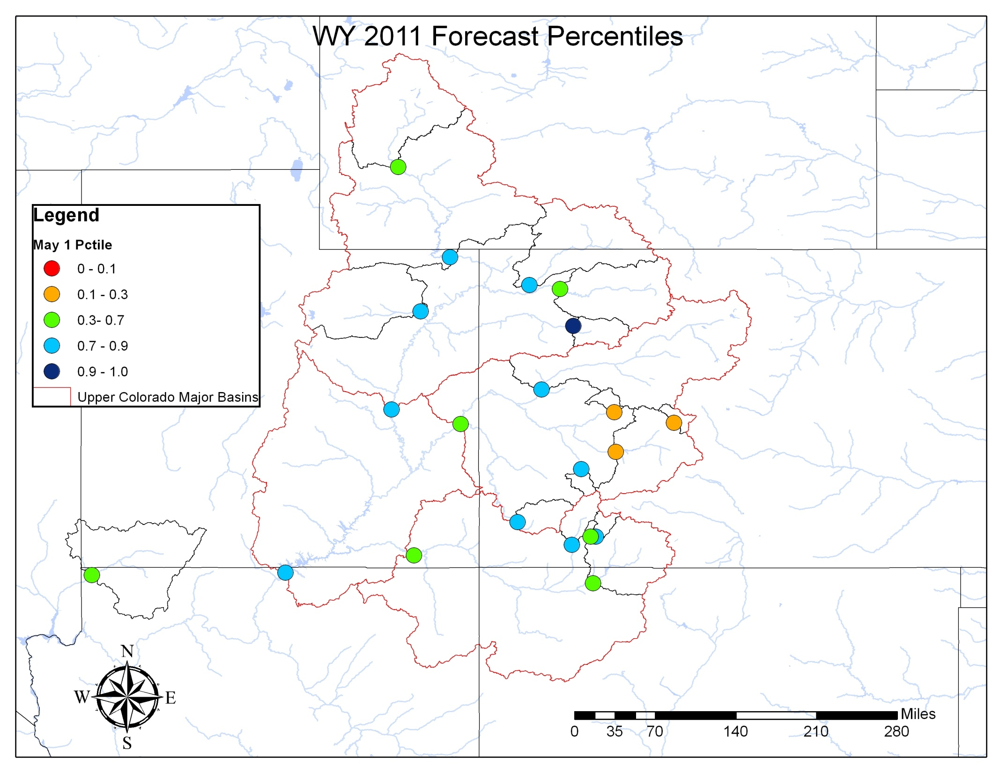 WY 2011 Forecast Percentiles
Legend
May 1 Pctile
0 - 0.1
0.1 - 0.3
0.3- 0.7
0.7 - 0.9
0.9 - 1.0
Upper Colorado Major Basins
N
W E
S
Miles
0 35 70 140 210 280